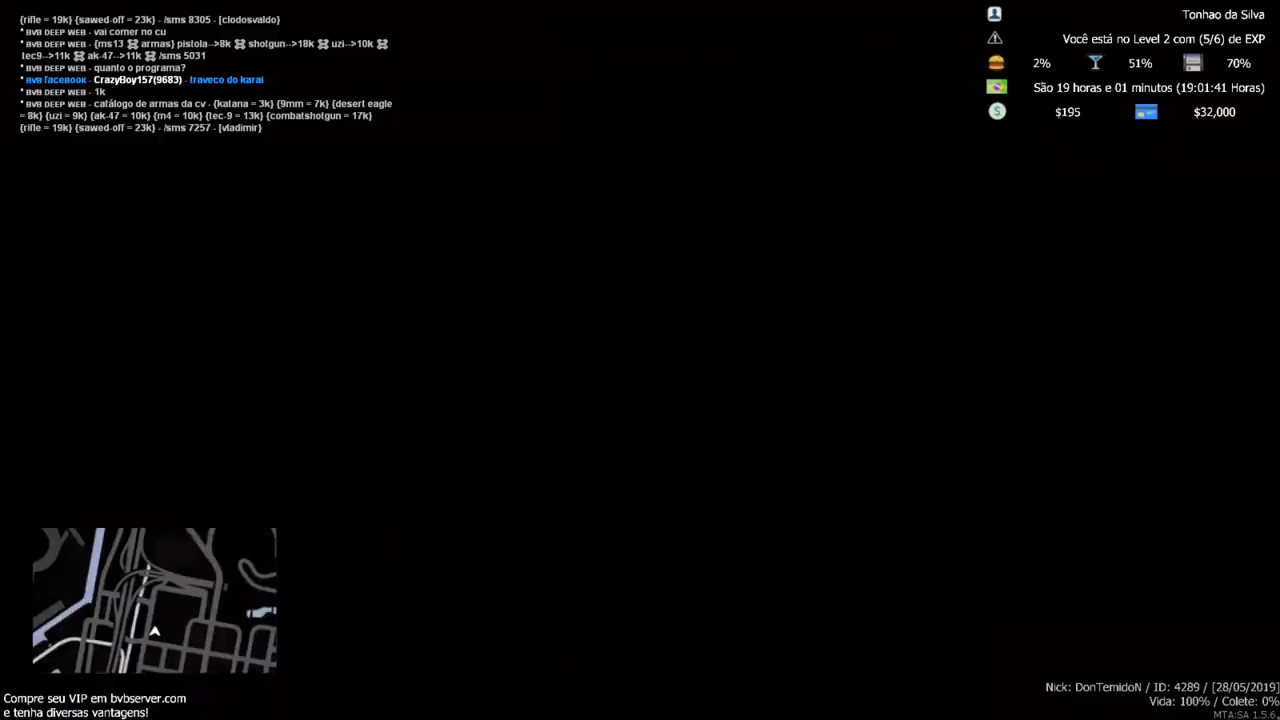 {rifle = 19k} {sawed-off = 23k} - /sms 8305 - [clodosvaldo]
* BVB DEEP WEB - vai comer no cu
* BVB DEEP WEB - {ms13 ☠ armas} pistola-->8k ☠ shotgun-->18k ☠ uzi-->10k ☠
tec9-->11k ☠ ak-47-->11k ☠ /sms 5031
* BVB DEEP WEB - quanto o programa?
* BVB FACEBOOK - CrazyBoy157(9683) - traveco do karai
* BVB DEEP WEB - 1k
* BVB DEEP WEB - catálogo de armas da cv - {katana = 3k} {9mm = 7k} {desert eagle
= 8k} {uzi = 9k} {ak-47 = 10k} {m4 = 10k} {tec-9 = 13k} {combatshotgun = 17k}
{rifle = 19k} {sawed-off = 23k} - /sms 7257 - [vladimir]
Tonhao da Silva
Você está no Level 2 com (5/6) de EXP
2% 51% 70%
São 19 horas e 01 minutos (19:01:41 Horas)
$195 $32,000
Compre seu VIP em bvbserver.com
e tenha diversas vantagens!
Nick: DonTemidoN / ID: 4289 / [28/05/2019]
Vida: 100% / Colete: 0%
MTA:SA 1.5.6